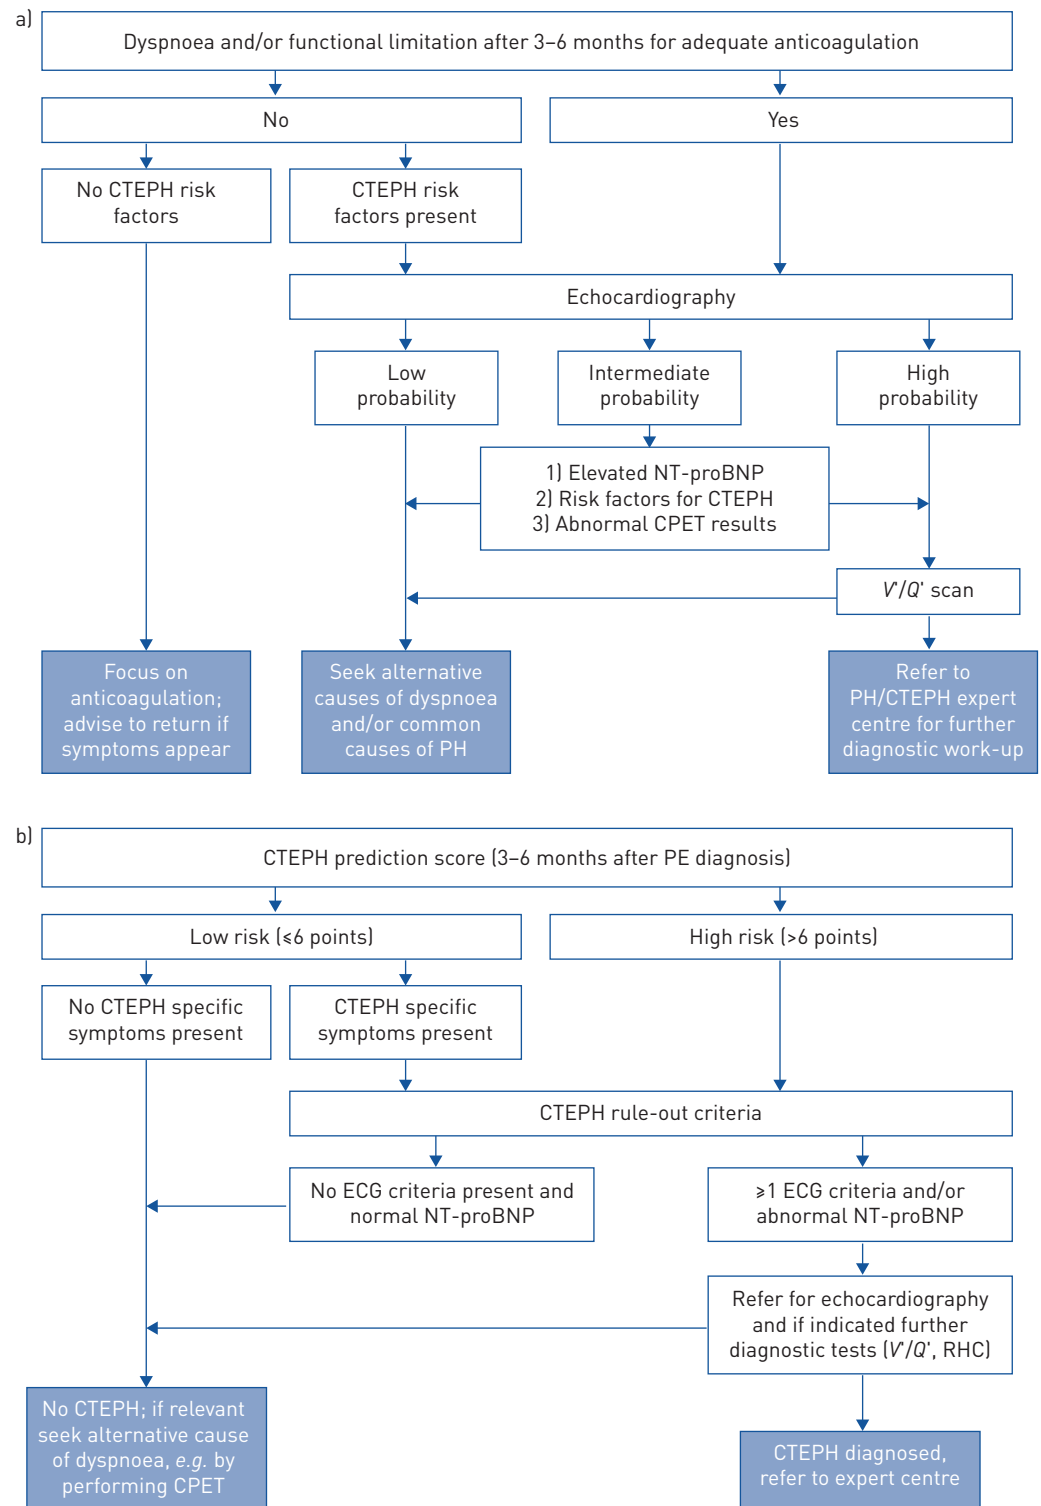 a)
Dyspnoea and/or functional limitation after 3–6 months for adequate anticoagulation
No
Yes
No CTEPH risk
factors
CTEPH risk
factors present
Echocardiography
Low
probability
Intermediate
probability
High
probability
1) Elevated NT-proBNP
2) Risk factors for CTEPH
3) Abnormal CPET results
V'/Q' scan
Focus on
anticoagulation;
advise to return if
symptoms appear
Seek alternative
causes of dyspnoea
and/or common
causes of PH
Refer to
PH/CTEPH expert
centre for further
diagnostic work-up
b)
CTEPH prediction score (3–6 months after PE diagnosis)
Low risk (≤6 points)
High risk (>6 points)
No CTEPH specific
symptoms present
CTEPH specific
symptoms present
CTEPH rule-out criteria
No ECG criteria present and
normal NT-proBNP
≥1 ECG criteria and/or
abnormal NT-proBNP
Refer for echocardiography
and if indicated further
diagnostic tests (V'/Q', RHC)
No CTEPH; if relevant
seek alternative cause
of dyspnoea, e.g. by
performing CPET
CTEPH diagnosed,
refer to expert centre